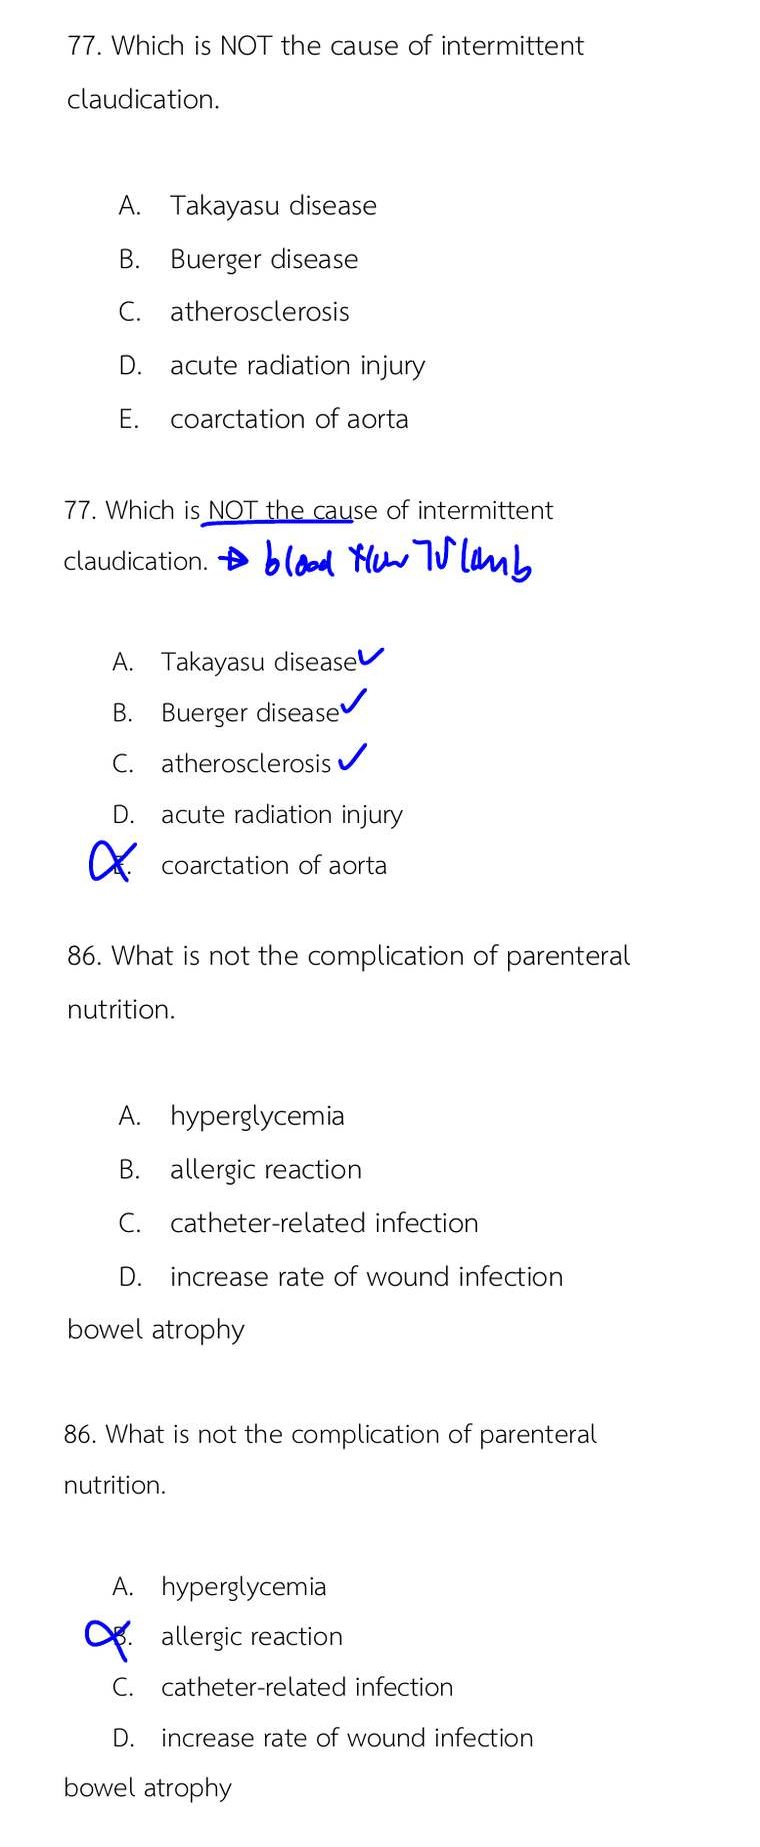 77. Which is NOT the cause of intermittent
claudication.
A. Takayasu disease
B. Buerger disease
C. atherosclerosis
D. acute radiation injury
E. coarctation of aorta
77. Which is NOT the cause of intermittent
claudication. → blood flow ไป limb
A. Takayasu disease ✓
B. Buerger disease ✓
C. atherosclerosis ✓
D. acute radiation injury
E. coarctation of aorta
86. What is not the complication of parenteral
nutrition.
A. hyperglycemia
B. allergic reaction
C. catheter-related infection
D. increase rate of wound infection
bowel atrophy
86. What is not the complication of parenteral
nutrition.
A. hyperglycemia
B. allergic reaction
C. catheter-related infection
D. increase rate of wound infection
bowel atrophy